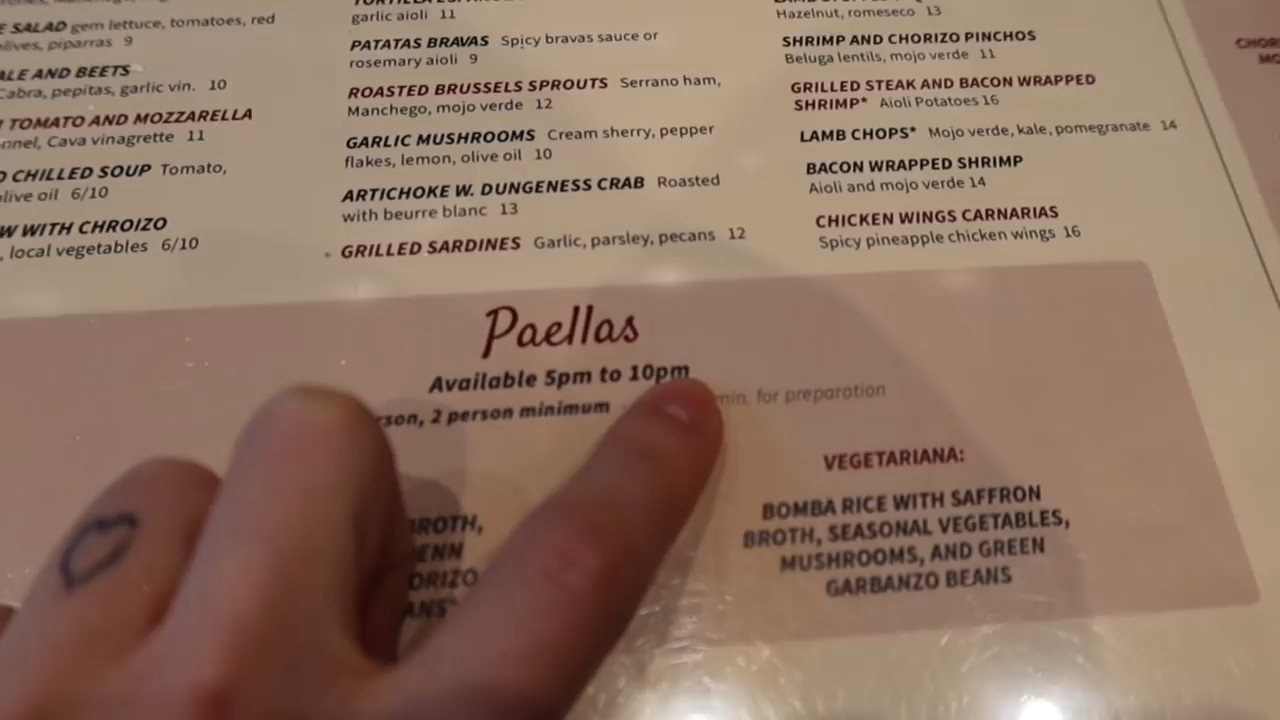 SALAD gem lettuce, tomatoes, red
olives, piparras 9
KALE AND BEETS
Cabra, pepitas, garlic vin. 10
TOMATO AND MOZZARELLA
Cava vinagrette 11
CHILLED SOUP Tomato,
olive oil 6/10
WITH CHROIZO
local vegetables 6/10
garlic aioli 11
PATATAS BRAVAS Spicy bravas sauce or
rosemary aioli 9
ROASTED BRUSSELS SPROUTS Serrano ham,
Manchego, mojo verde 12
GARLIC MUSHROOMS Cream sherry, pepper
flakes, lemon, olive oil 10
ARTICHOKE W. DUNGENESS CRAB Roasted
with beurre blanc 13
GRILLED SARDINES Garlic, parsley, pecans 12
Hazelnut, romeseco 13
SHRIMP AND CHORIZO PINCHOS
Beluga lentils, mojo verde 11
GRILLED STEAK AND BACON WRAPPED
SHRIMP* Aioli Potatoes 16
LAMB CHOPS* Mojo verde, kale, pomegranate 14
BACON WRAPPED SHRIMP
Aioli and mojo verde 14
CHICKEN WINGS CARNARIAS
Spicy pineapple chicken wings 16
Paellas
Available 5pm to 10pm
2 person minimum min. for preparation
BROTH,
VEGETARIANA:
BOMBA RICE WITH SAFFRON
BROTH, SEASONAL VEGETABLES,
MUSHROOMS, AND GREEN
GARBANZO BEANS